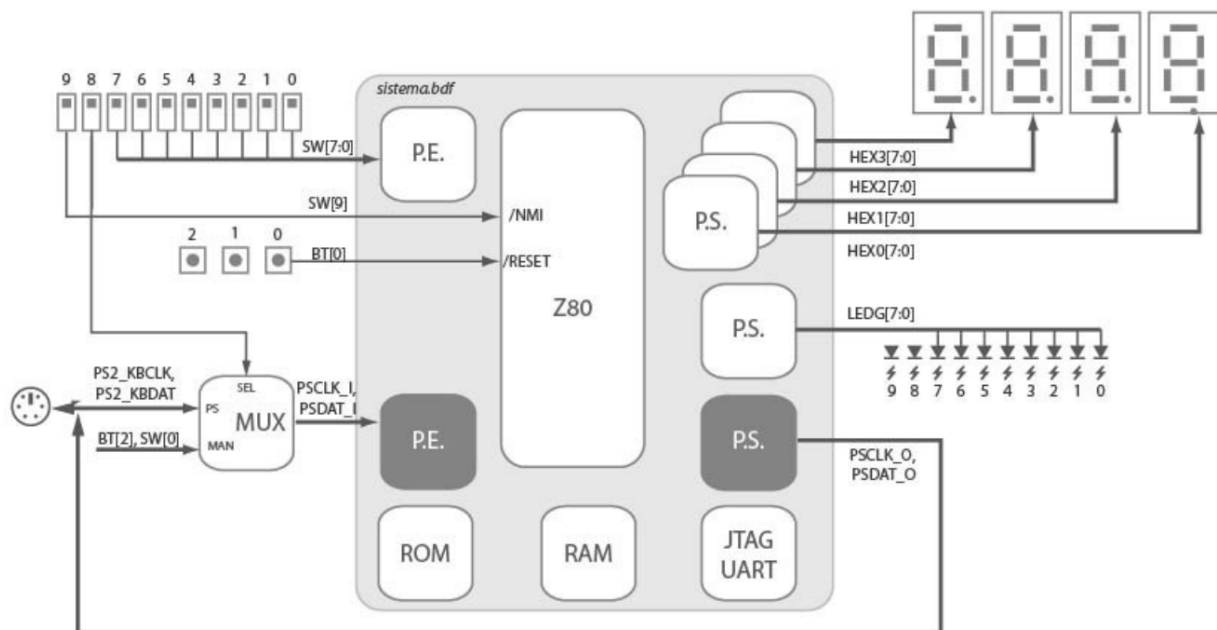 9 8 7 6 5 4 3 2 1 0
sistema.bdf
P.E.
SW[7:0]
SW[9]
/NMI
2 1 0
BT[0]
/RESET
Z80
HEX3[7:0]
HEX2[7:0]
HEX1[7:0]
P.S.
HEX0[7:0]
P.S.
LEDG[7:0]
9 8 7 6 5 4 3 2 1 0
PS2_KBCLK,
PS2_KBDAT
SEL
PS
MUX
MAN
BT[2], SW[0]
PSCLK_I,
PSDAT_I
P.E.
P.S.
PSCLK_O,
PSDAT_O
ROM
RAM
JTAG
UART